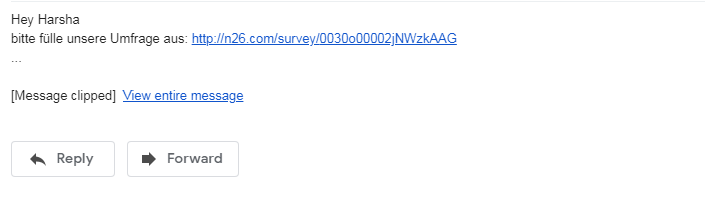 Hey Harsha
bitte fülle unsere Umfrage aus: http://n26.com/survey/0030o00002jNWzkAAG
...
[Message clipped] View entire message
Reply Forward